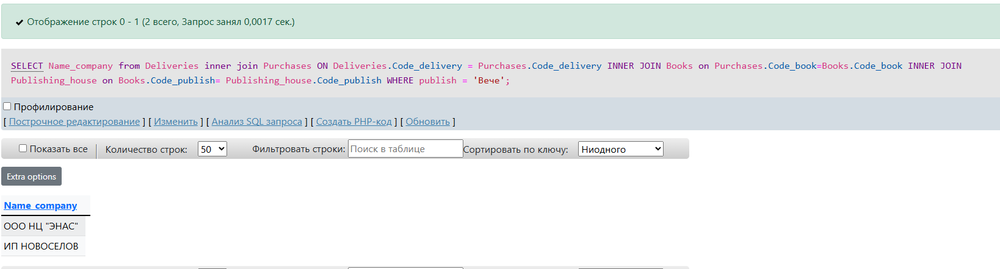 Отображение строк 0 - 1 (2 всего, Запрос занял 0,0017 сек.)
SELECT Name_company from Deliveries inner join Purchases ON Deliveries.Code_delivery = Purchases.Code_delivery INNER JOIN Books on Purchases.Code_book=Books.Code_book INNER JOIN
Publishing_house on Books.Code_publish= Publishing_house.Code_publish WHERE publish = 'Вече';
Профилирование
[ Построчное редактирование ] [ Изменить ] [ Анализ SQL запроса ] [ Создать PHP-код ] [ Обновить ]
Показать все Количество строк: 50 Фильтровать строки: Поиск в таблице Сортировать по ключу: Ниодного
Extra options
Name_company
ООО НЦ "ЭНАС"
ИП НОВОСЕЛОВ